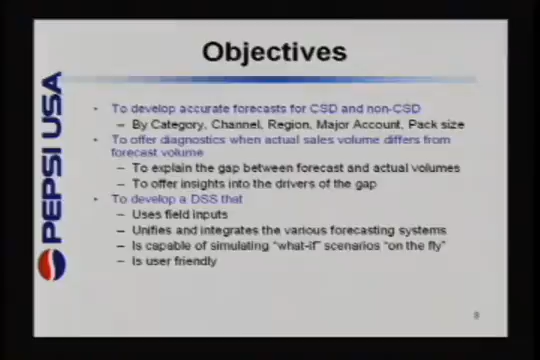 Objectives
PEPSI USA
• To develop accurate forecasts for CSD and non-CSD
– By Category, Channel, Region, Major Account, Pack size
• To offer diagnostics when actual sales volume differs from
forecast volume
– To explain the gap between forecast and actual volumes
– To offer insights into the drivers of the gap
• To develop a DSS that
– Uses field inputs
– Unifies and integrates the various forecasting systems
– Is capable of simulating “what-if” scenarios “on the fly”
– Is user friendly
8